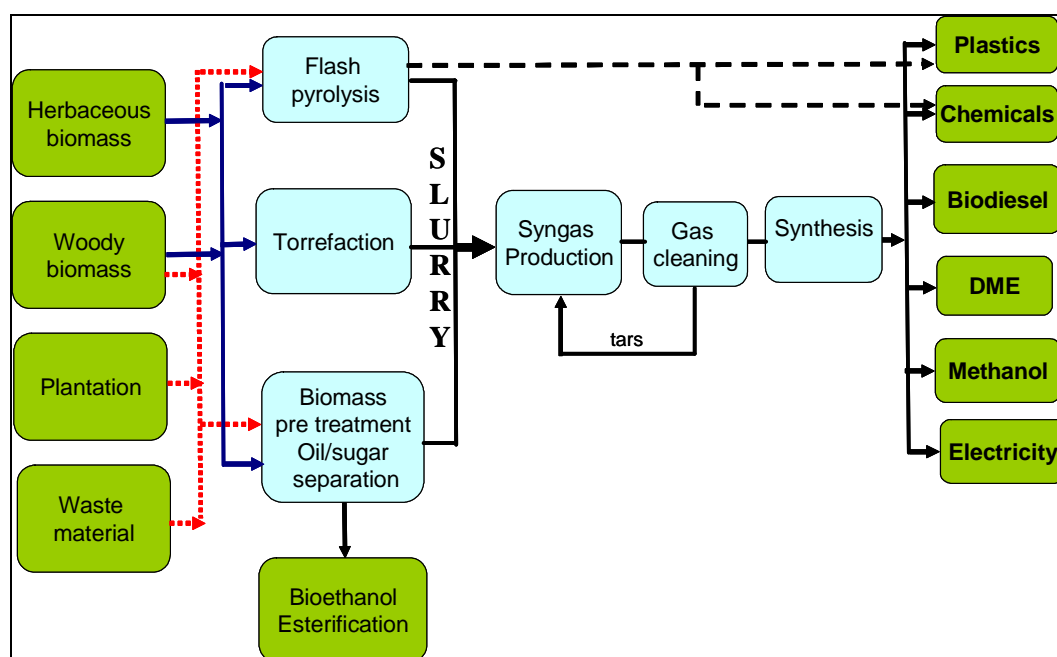 Herbaceous
biomass
Woody
biomass
Plantation
Waste
material
Flash
pyrolysis
Torrefaction
Biomass
pre treatment
Oil/sugar
separation
Bioethanol
Esterification
S
L
U
R
R
Y
Syngas
Production
Gas
cleaning
tars
Synthesis
Plastics
Chemicals
Biodiesel
DME
Methanol
Electricity